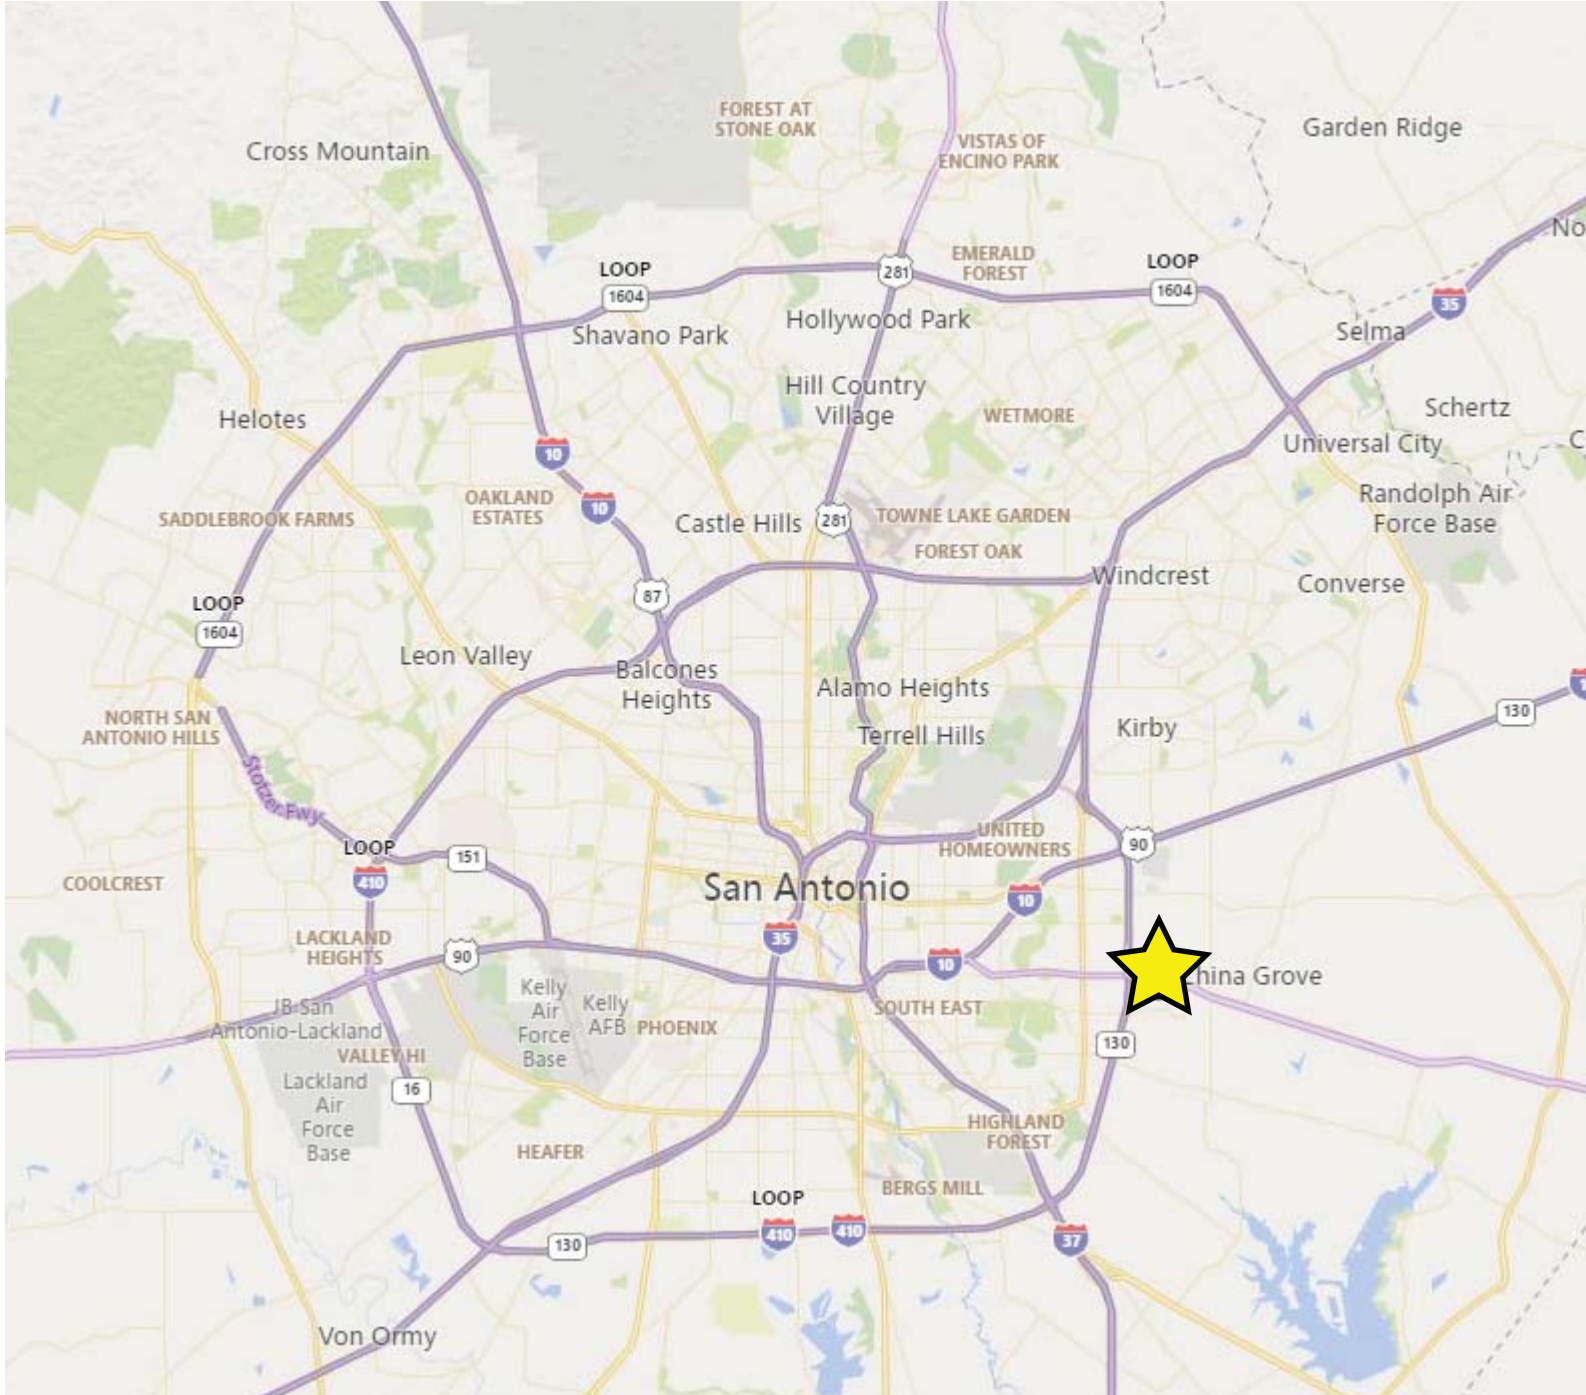 FOREST AT
STONE OAK
Garden Ridge
VISTAS OF
ENCINO PARK
Cross Mountain
No
LOOP
1604
281
EMERALD
FOREST
LOOP
1604
35
Selma
Shavano Park
Hollywood Park
Hill Country
Village
WETMORE
Schertz
Helotes
Universal City
C
10
Randolph Air
Force Base
OAKLAND
ESTATES
10
SADDLEBROOK FARMS
Castle Hills
281
TOWNE LAKE GARDEN
FOREST OAK
Windcrest
Converse
87
LOOP
1604
Leon Valley
Balcones
Heights
Alamo Heights
NORTH SAN
ANTONIO HILLS
Terrell Hills
Kirby
130
Stotzer Fwy
UNITED
HOMEOWNERS
90
LOOP
410
151
COOLCREST
San Antonio
10
35
LACKLAND
HEIGHTS
90
10
China Grove
Kelly
Air
Force
Base
Kelly
AFB
JB San
Antonio-Lackland
PHOENIX
SOUTH EAST
VALLEY HI
130
Lackland
Air
Force
Base
16
HIGHLAND
FOREST
HEAFER
BERGS MILL
LOOP
410
410
130
37
Von Ormy